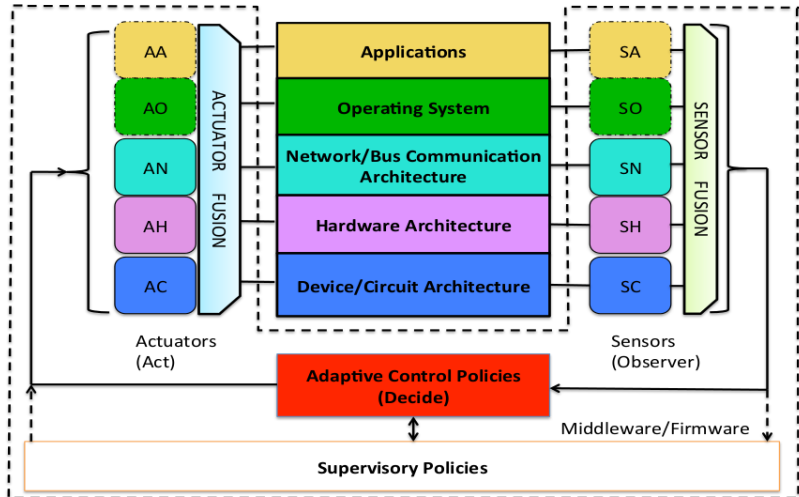 AA
Applications
SA
AO
Operating System
SO
AN
Network/Bus Communication
Architecture
SN
AH
Hardware Architecture
SH
AC
Device/Circuit Architecture
SC
ACTUATOR FUSION
SENSOR FUSION
Actuators
(Act)
Sensors
(Observer)
Adaptive Control Policies
(Decide)
Middleware/Firmware
Supervisory Policies